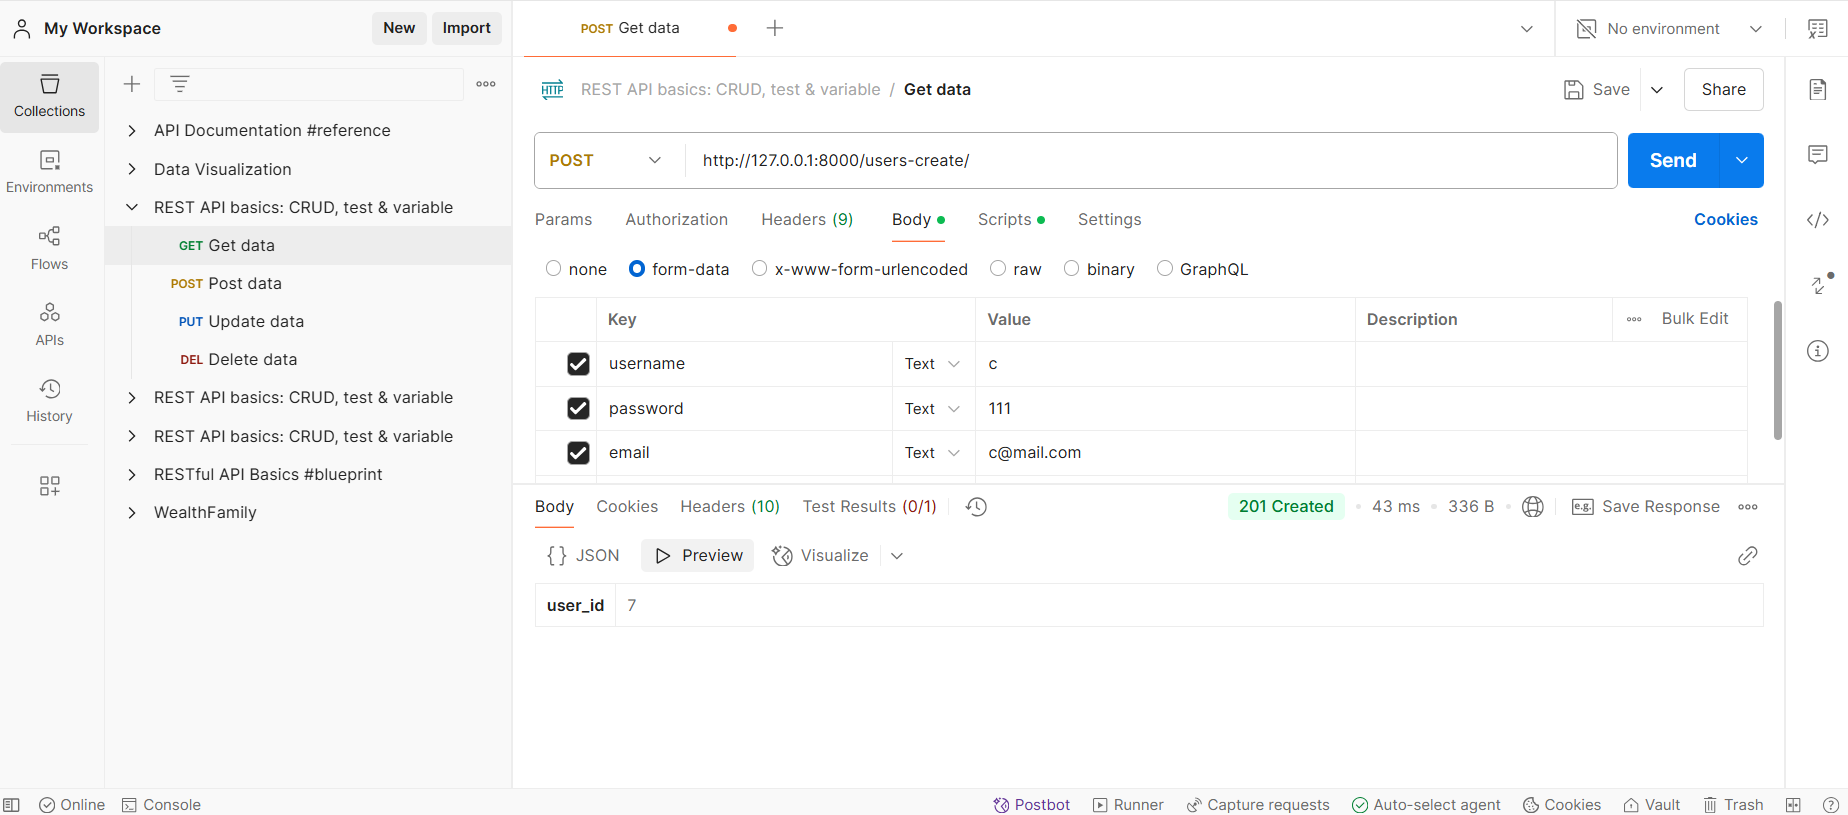 My Workspace
New
Import
POST Get data
No environment
Collections
Environments
Flows
APIs
History
API Documentation #reference
Data Visualization
REST API basics: CRUD, test & variable
GET Get data
POST Post data
PUT Update data
DEL Delete data
REST API basics: CRUD, test & variable
REST API basics: CRUD, test & variable
RESTful API Basics #blueprint
WealthFamily
HTTP REST API basics: CRUD, test & variable / Get data
Save
Share
POST
http://127.0.0.1:8000/users-create/
Send
Params Authorization Headers (9) Body Scripts Settings
Cookies
none form-data x-www-form-urlencoded raw binary GraphQL
Key Value Description Bulk Edit
username Text c
password Text 111
email Text c@mail.com
Body Cookies Headers (10) Test Results (0/1)
201 Created 43 ms 336 B e.g. Save Response
{} JSON Preview Visualize
user_id 7
Online Console
Postbot Runner Capture requests Auto-select agent Cookies Vault Trash